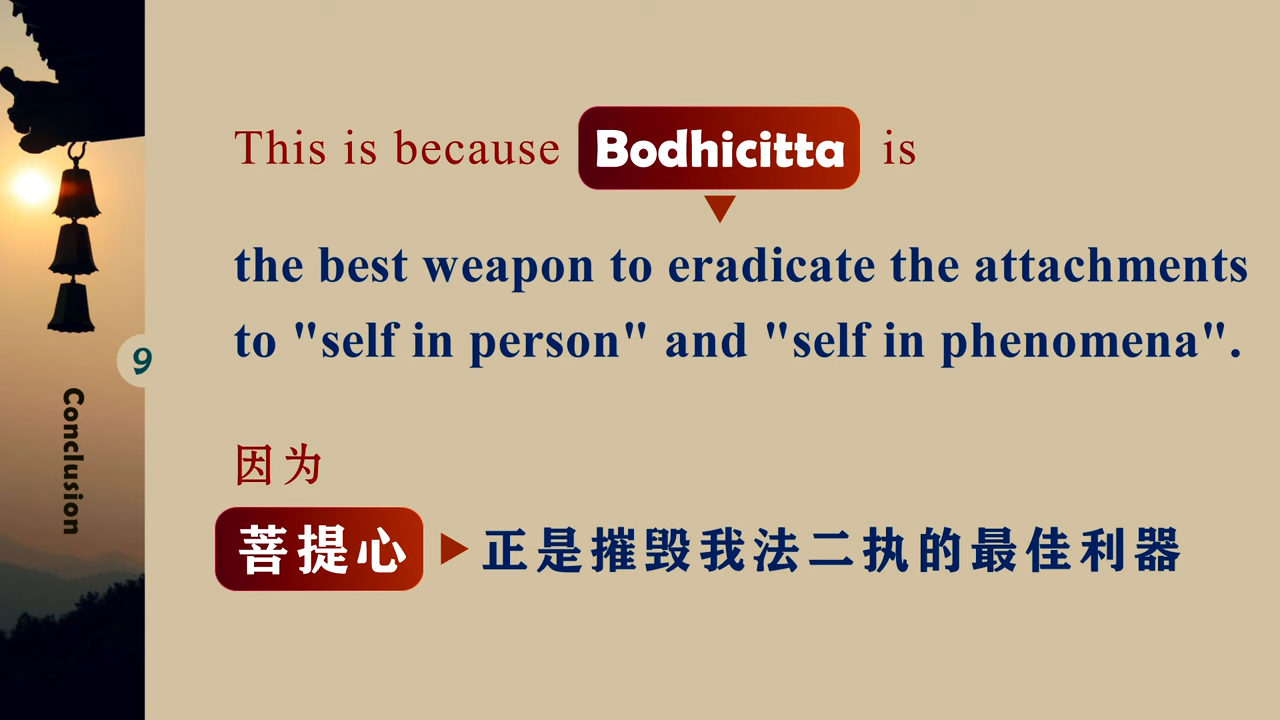 This is because Bodhicitta is
the best weapon to eradicate the attachments
to "self in person" and "self in phenomena".
因为
菩提心 正是摧毁我法二执的最佳利器
9
Conclusion